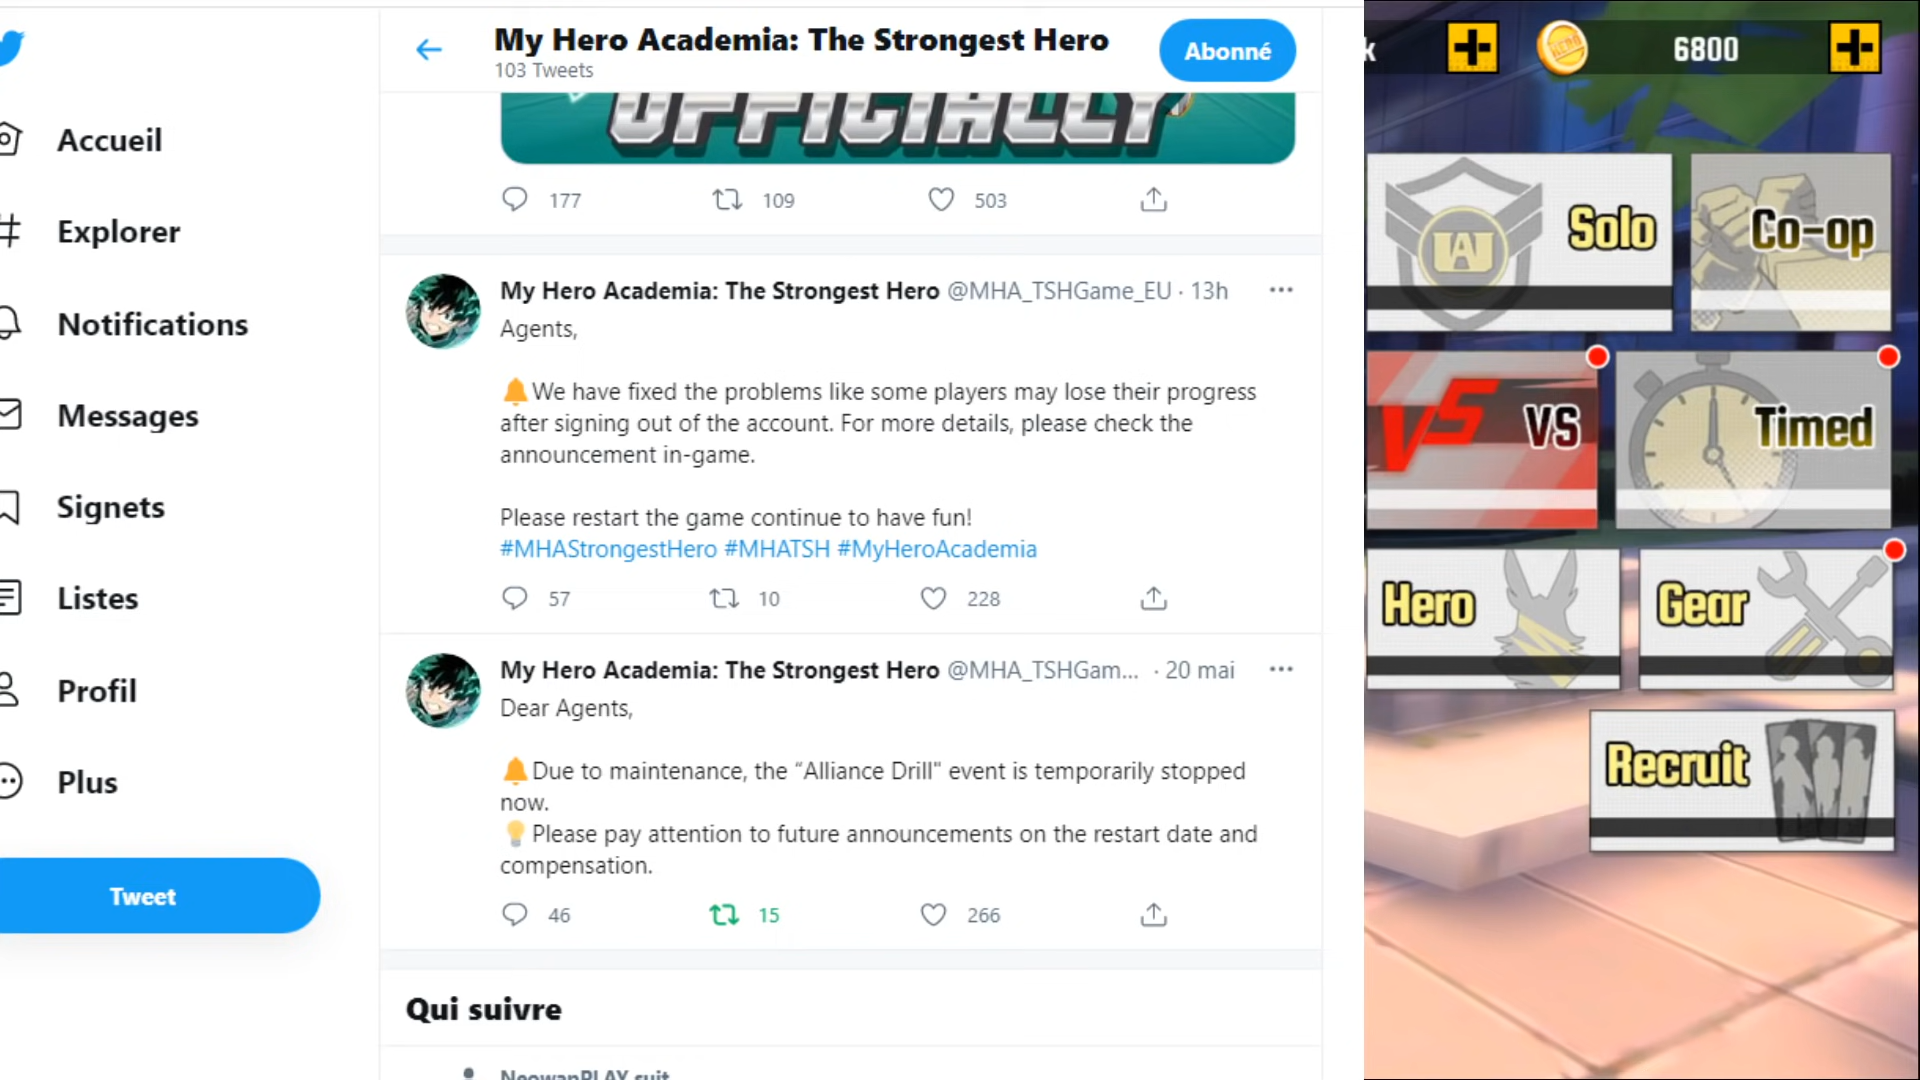 Accueil
Explorer
Notifications
Messages
Signets
Listes
Profil
Plus
Tweet
My Hero Academia: The Strongest Hero
103 Tweets
Abonné
OFFICIALLY
177 109 503
My Hero Academia: The Strongest Hero @MHA_TSHGame_EU · 13h
Agents,
🔔We have fixed the problems like some players may lose their progress
after signing out of the account. For more details, please check the
announcement in-game.
Please restart the game continue to have fun!
#MHAStrongestHero #MHATSH #MyHeroAcademia
57 10 228
My Hero Academia: The Strongest Hero @MHA_TSHGam... · 20 mai
Dear Agents,
🔔Due to maintenance, the “Alliance Drill" event is temporarily stopped
now.
💡Please pay attention to future announcements on the restart date and
compensation.
46 15 266
Qui suivre
NeowanPLAY suit
k
6800
Solo
Co-op
VS VS
Timed
Hero
Gear
Recruit